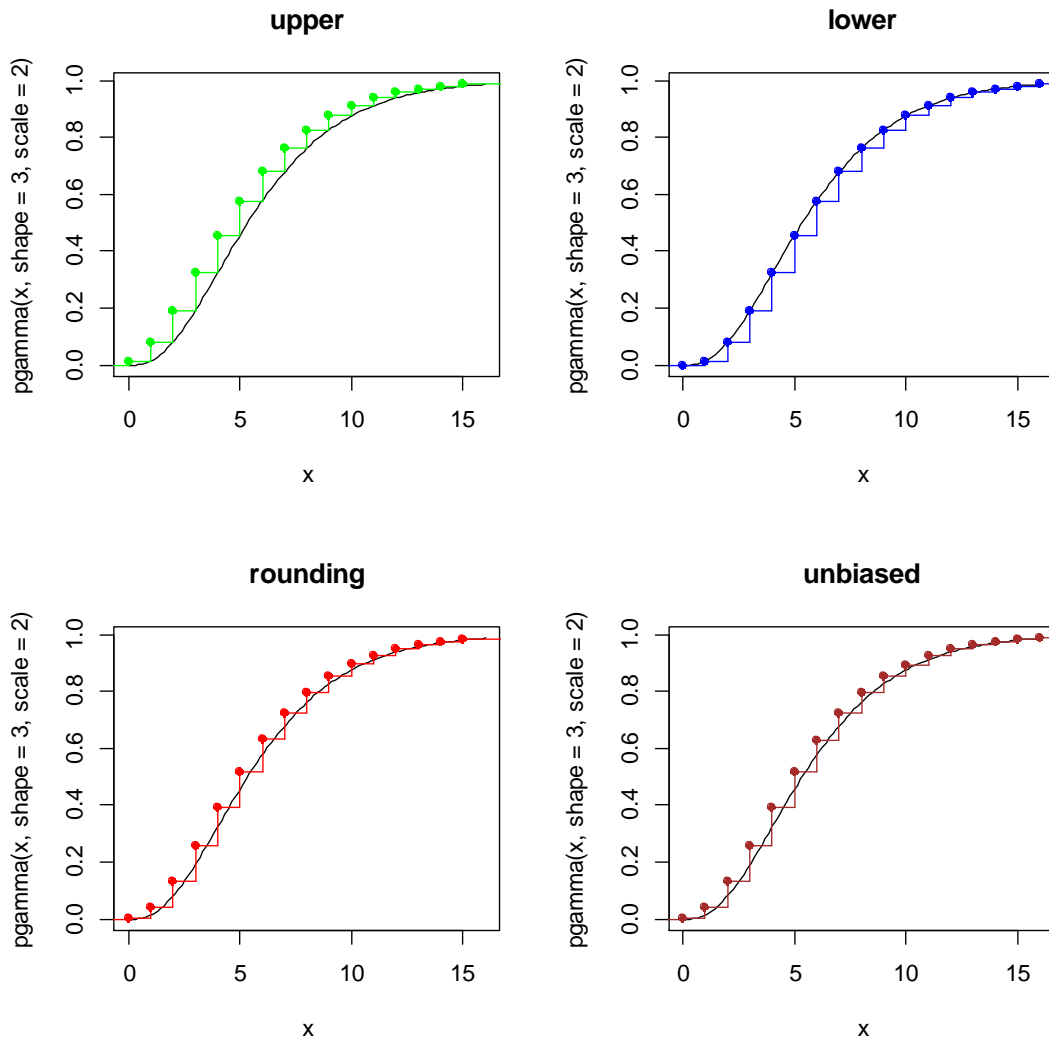 upper
pgamma(x, shape = 3, scale = 2)
1.0
0.8
0.6
0.4
0.2
0.0
0 5 10 15
x
lower
pgamma(x, shape = 3, scale = 2)
1.0
0.8
0.6
0.4
0.2
0.0
0 5 10 15
x
rounding
pgamma(x, shape = 3, scale = 2)
1.0
0.8
0.6
0.4
0.2
0.0
0 5 10 15
x
unbiased
pgamma(x, shape = 3, scale = 2)
1.0
0.8
0.6
0.4
0.2
0.0
0 5 10 15
x